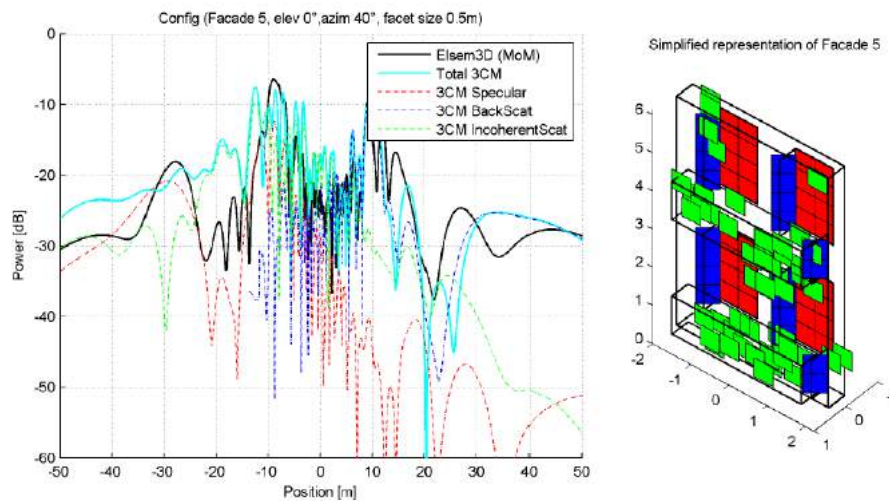 Config (Facade 5, elev 0°,azim 40°, facet size 0.5m)
Elsem3D (MoM)
Total 3CM
3CM Specular
3CM BackScat
3CM IncoherentScat
Power [dB]
0
-10
-20
-30
-40
-50
-60
-50 -40 -30 -20 -10 0 10 20 30 40 50
Position [m]
Simplified representation of Facade 5
6
5
4
3
2
1
0
-2
-1
0
1
2
1
0